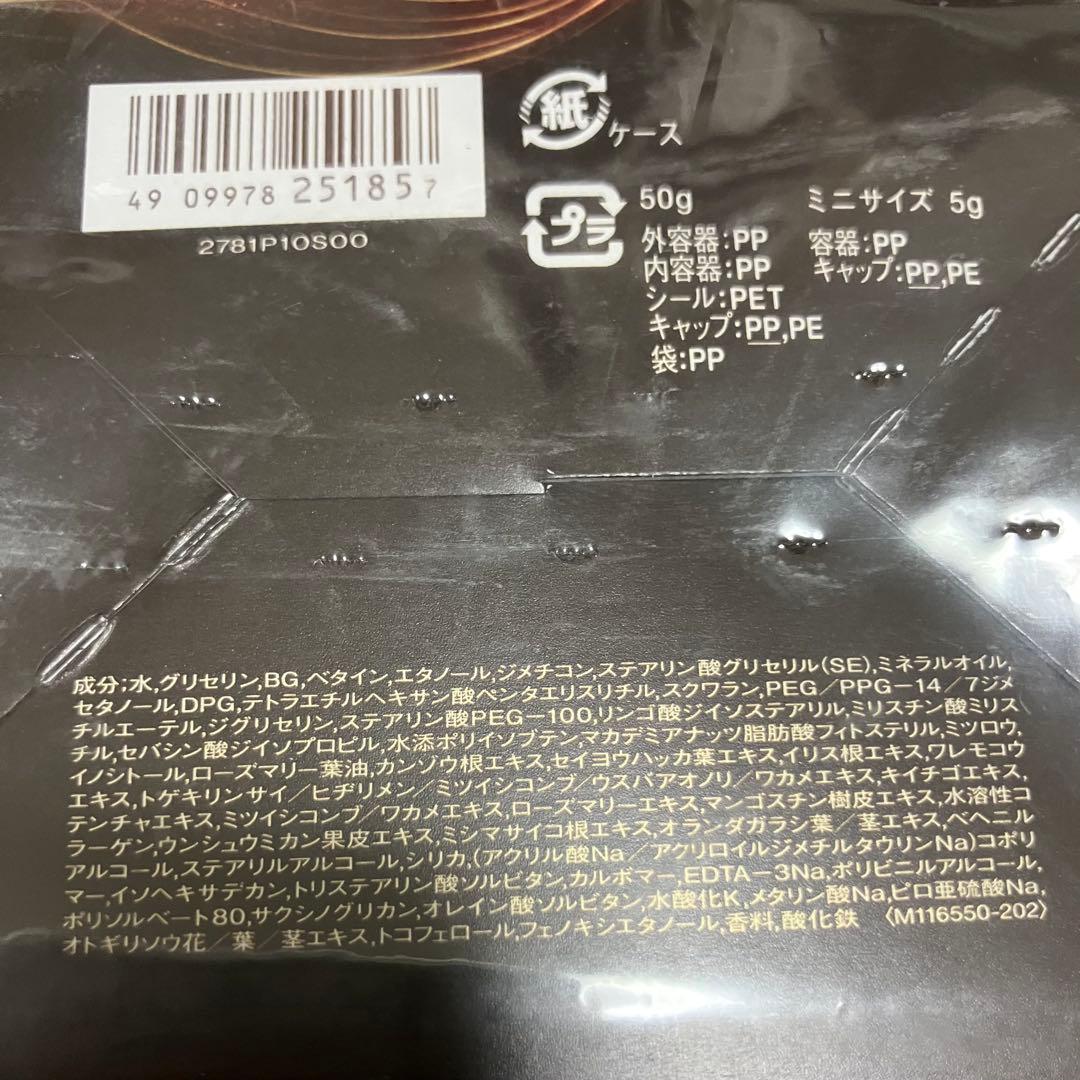 49 09978 251857
2781P10S00
紙
ケース
プラ
50g
外容器:PP
内容器:PP
シール:PET
キャップ:PP,PE
袋:PP
ミニサイズ 5g
容器:PP
キャップ:PP,PE
成分;水,グリセリン,BG,ベタイン,エタノール,ジメチコン,ステアリン酸グリセリル(SE),ミネラルオイル,
セタノール,DPG,テトラエチルヘキサン酸ペンタエリスリチル,スクワラン,PEG/PPG-14/7ジメ
チルエーテル,ジグリセリン,ステアリン酸PEG-100,リンゴ酸ジイソステアリル,ミリスチン酸ミリス
チル,セバシン酸ジイソプロピル,水添ポリイソブテン,マカデミアナッツ脂肪酸フィトステリル,ミツロウ,
イノシトール,ローズマリー葉油,カンゾウ根エキス,セイヨウハッカ葉エキス,イリス根エキス,ワレモコウ
エキス,トゲキリンサイ/ヒヂリメン/ミツイシコンブ/ウスバアオノリ/ワカメエキス,キイチゴエキス,
テンチャエキス,ミツイシコンブ/ワカメエキス,ローズマリーエキス,マンゴスチン樹皮エキス,水溶性コ
ラーゲン,ウンシュウミカン果皮エキス,ミシマサイコ根エキス,オランダガラシ葉/茎エキス,ベヘニル
アルコール,ステアリルアルコール,シリカ,(アクリル酸Na/アクリロイルジメチルタウリンNa)コポリ
マー,イソヘキサデカン,トリステアリン酸ソルビタン,カルボマー,EDTA-3Na,ポリビニルアルコール,
ポリソルベート80,サクシノグリカン,オレイン酸ソルビタン,水酸化K,メタリン酸Na,ピロ亜硫酸Na,
オトギリソウ花/葉/茎エキス,トコフェロール,フェノキシエタノール,香料,酸化鉄 〈M116550-202〉